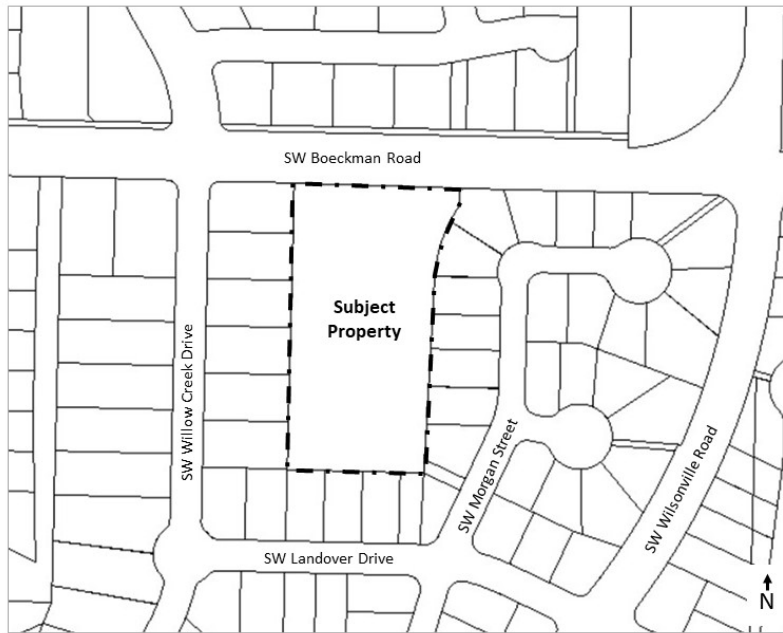 SW Boeckman Road
Subject
Property
SW Willow Creek Drive
SW Morgan Street
SW Wilsonville Road
SW Landover Drive
N